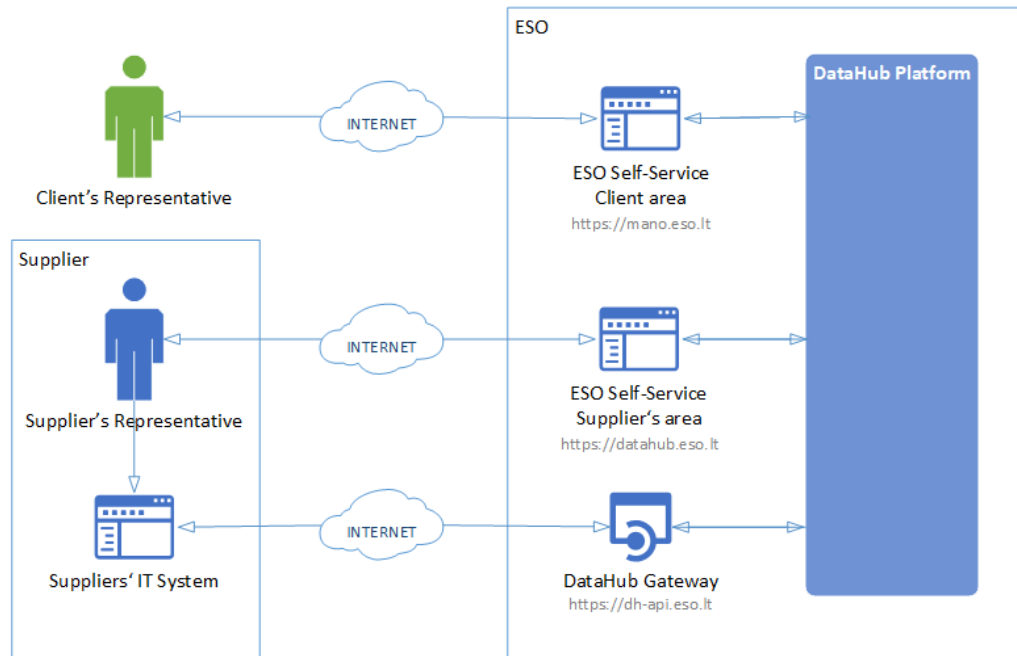 ESO
DataHub Platform
INTERNET
Client's Representative
ESO Self-Service
Client area
https://mano.eso.lt
Supplier
INTERNET
Supplier's Representative
ESO Self-Service
Supplier‘s area
https://datahub.eso.lt
INTERNET
Suppliers‘ IT System
DataHub Gateway
https://dh-api.eso.lt